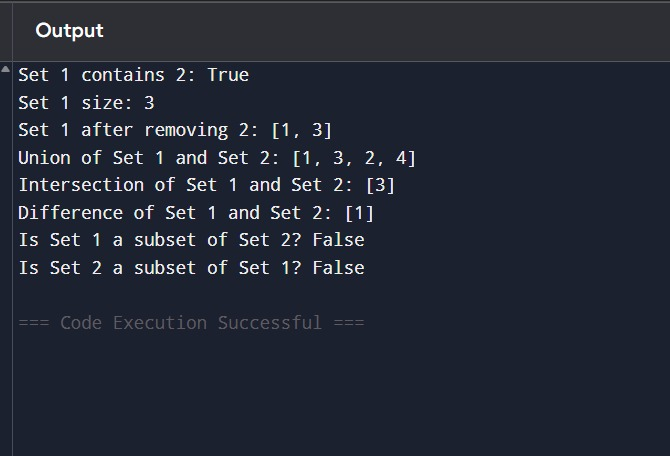 Output
Set 1 contains 2: True
Set 1 size: 3
Set 1 after removing 2: [1, 3]
Union of Set 1 and Set 2: [1, 3, 2, 4]
Intersection of Set 1 and Set 2: [3]
Difference of Set 1 and Set 2: [1]
Is Set 1 a subset of Set 2? False
Is Set 2 a subset of Set 1? False
=== Code Execution Successful ===